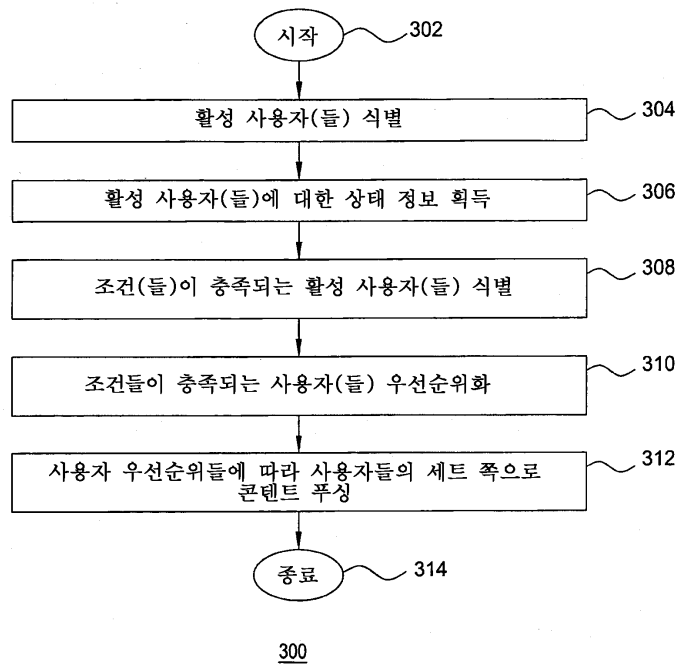 시작
302
활성 사용자(들) 식별
304
활성 사용자(들)에 대한 상태 정보 획득
306
조건(들)이 충족되는 활성 사용자(들) 식별
308
조건들이 충족되는 사용자(들) 우선순위화
310
사용자 우선순위들에 따라 사용자들의 세트 쪽으로
콘텐트 푸싱
312
종료
314
300